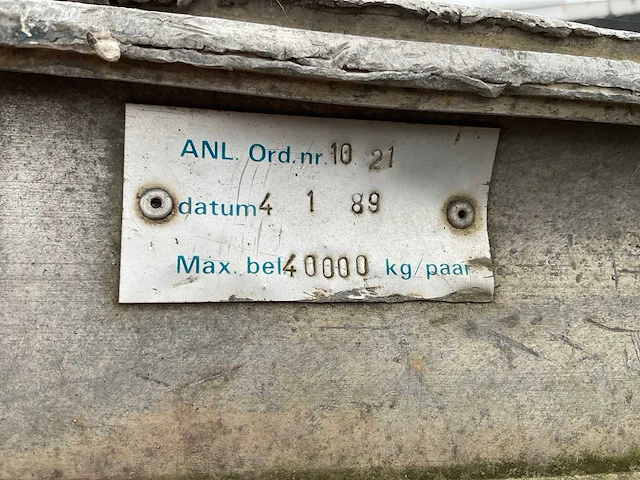 ANL. Ord.nr.10 21
datum4 1 89
Max. bel40000 kg/paar